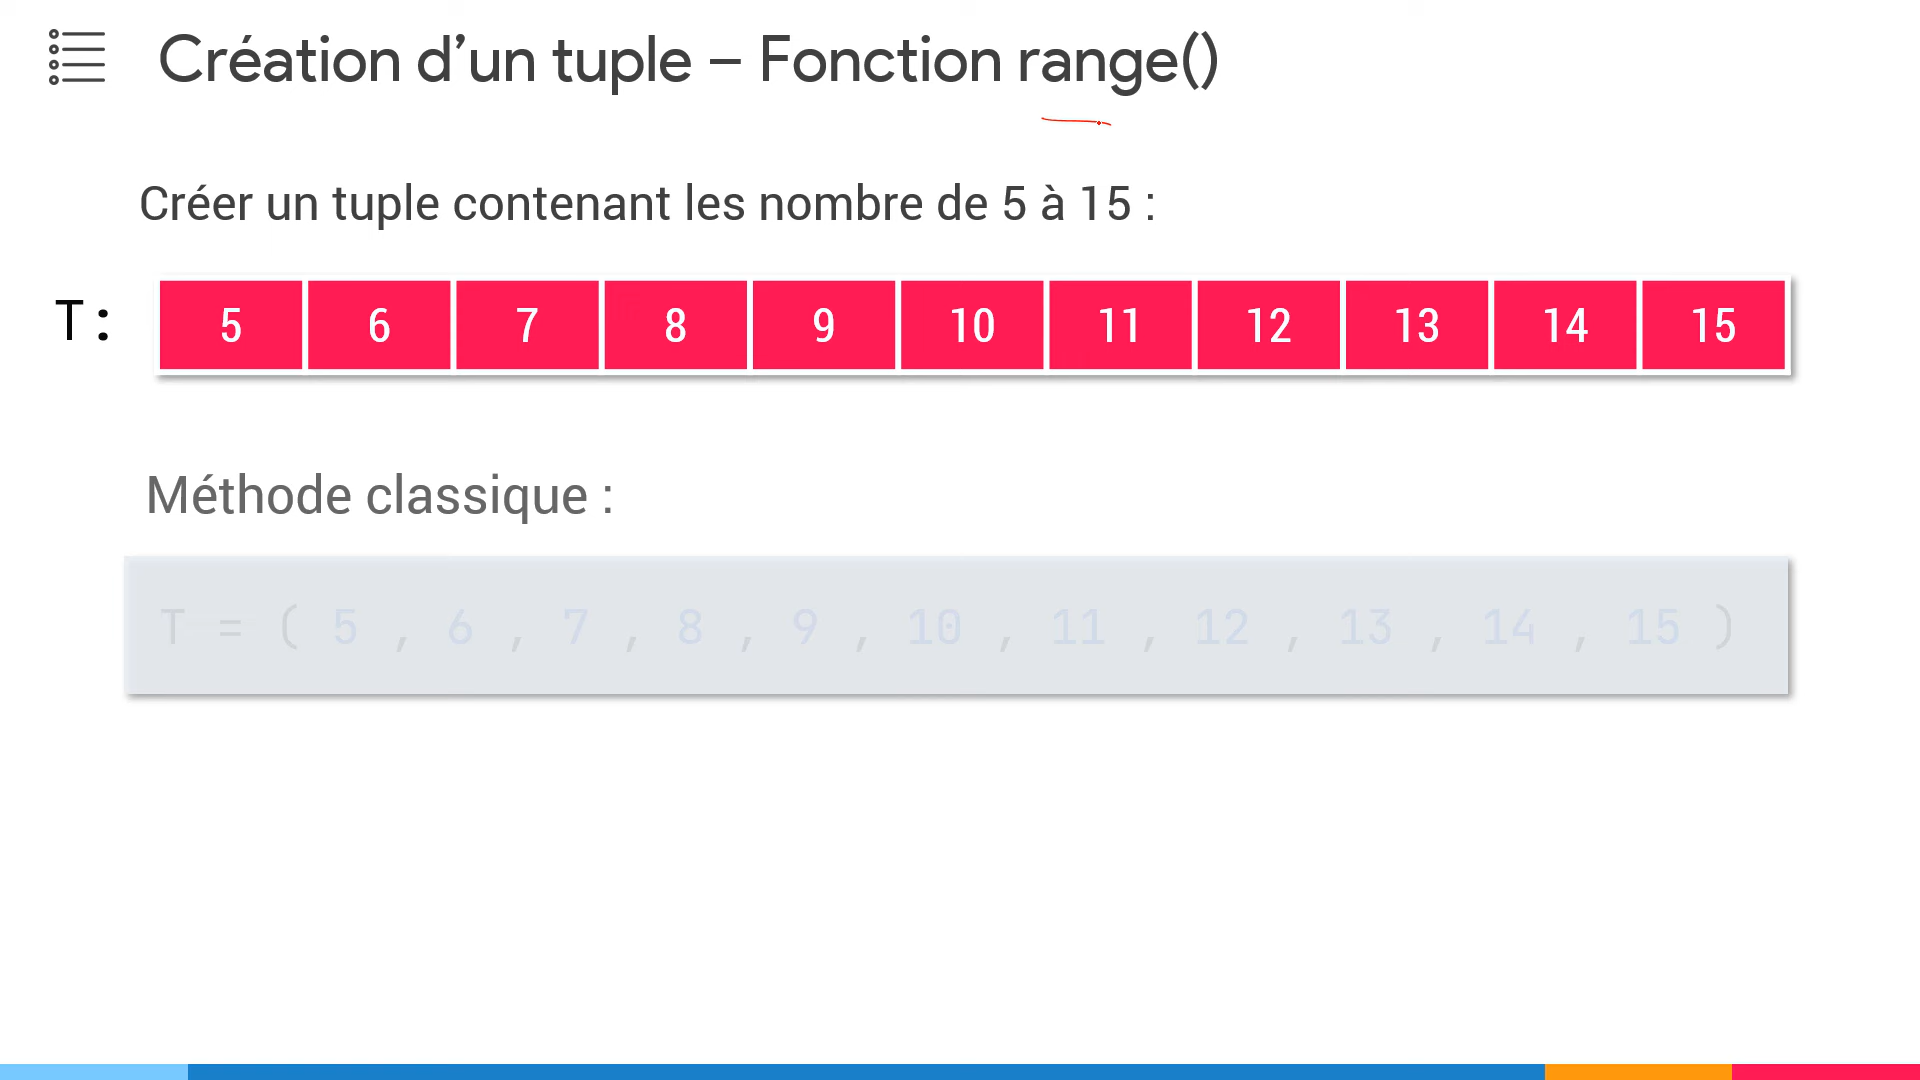 Création d’un tuple – Fonction range()
Créer un tuple contenant les nombre de 5 à 15 :
T : 5 6 7 8 9 10 11 12 13 14 15
Méthode classique :
T = ( 5 , 6 , 7 , 8 , 9 , 10 , 11 , 12 , 13 , 14 , 15 )